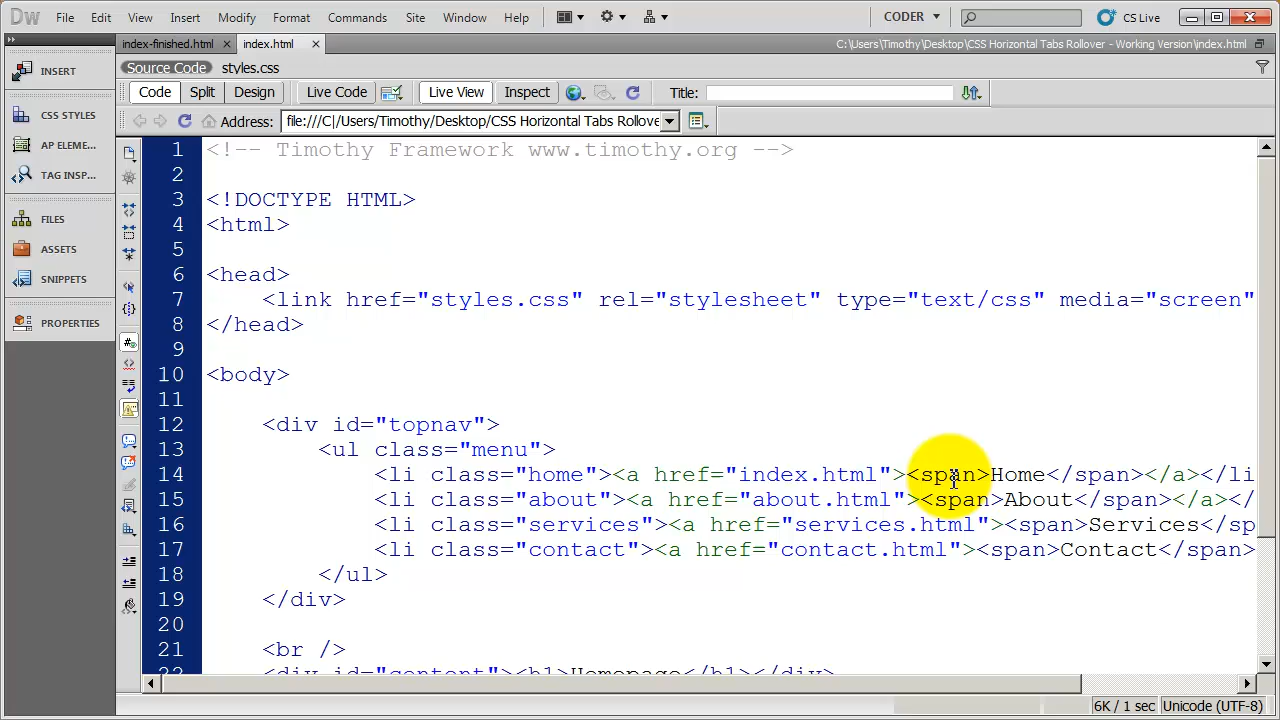 Dw File Edit View Insert Modify Format Commands Site Window Help CODER CS Live
index-finished.html index.html C:\Users\Timothy\Desktop\CSS Horizontal Tabs Rollover - Working Version\index.html
Source Code styles.css
Code Split Design Live Code Live View Inspect Title:
Address: file:///C|/Users/Timothy/Desktop/CSS Horizontal Tabs Rollove
INSERT
CSS STYLES
AP ELEME...
TAG INSP...
FILES
ASSETS
SNIPPETS
PROPERTIES
1 <!-- Timothy Framework www.timothy.org -->
2
3 <!DOCTYPE HTML>
4 <html>
5
6 <head>
7 <link href="styles.css" rel="stylesheet" type="text/css" media="screen"
8 </head>
9
10 <body>
11
12 <div id="topnav">
13 <ul class="menu">
14 <li class="home"><a href="index.html"><span>Home</span></a></li
15 <li class="about"><a href="about.html"><span>About</span></a></
16 <li class="services"><a href="services.html"><span>Services</sp
17 <li class="contact"><a href="contact.html"><span>Contact</span>
18 </ul>
19 </div>
20
21 <br />
22 <div id="content"><h1>Homepage</h1></div>
6K / 1 sec Unicode (UTF-8)